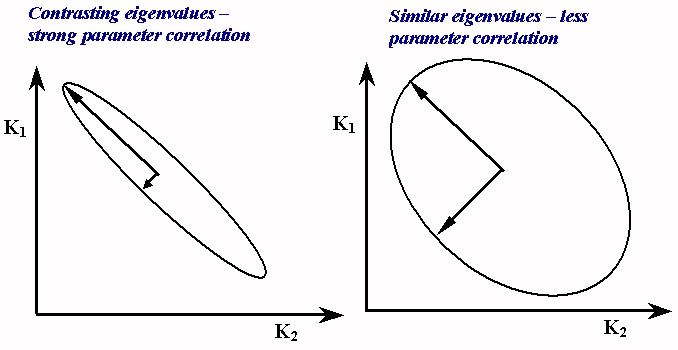 Contrasting eigenvalues –
strong parameter correlation
Similar eigenvalues – less
parameter correlation
K1
K2
K1
K2